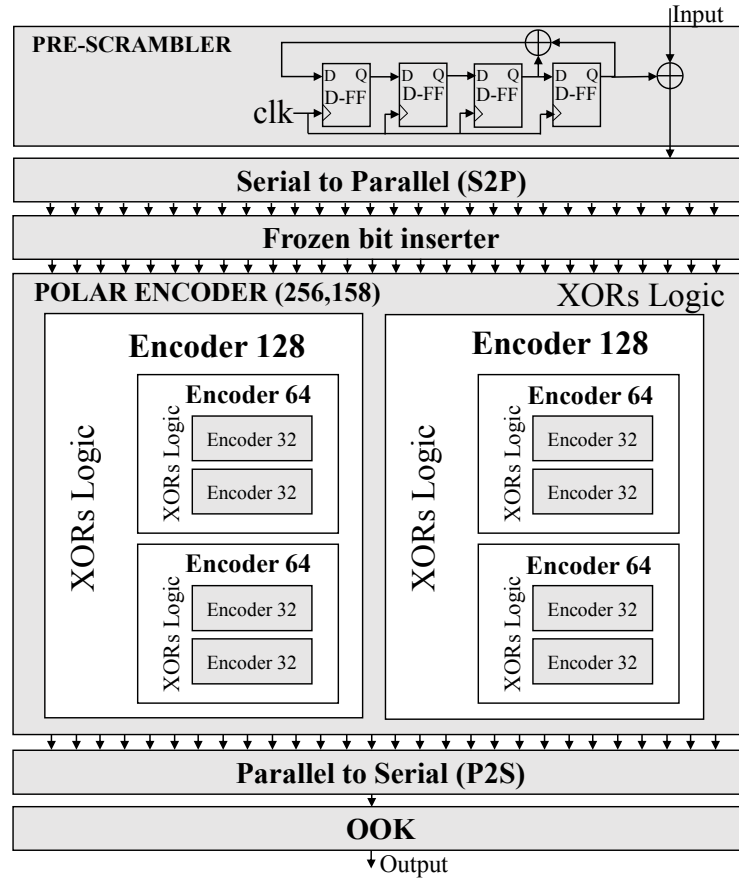 Input
PRE-SCRAMBLER
D Q D Q D Q D Q
D-FF D-FF D-FF D-FF
clk
Serial to Parallel (S2P)
Frozen bit inserter
POLAR ENCODER (256,158)
XORs Logic
Encoder 128
XORs Logic
Encoder 64
XORs Logic
Encoder 32
Encoder 32
Encoder 64
XORs Logic
Encoder 32
Encoder 32
Encoder 128
XORs Logic
Encoder 64
XORs Logic
Encoder 32
Encoder 32
Encoder 64
XORs Logic
Encoder 32
Encoder 32
Parallel to Serial (P2S)
OOK
Output